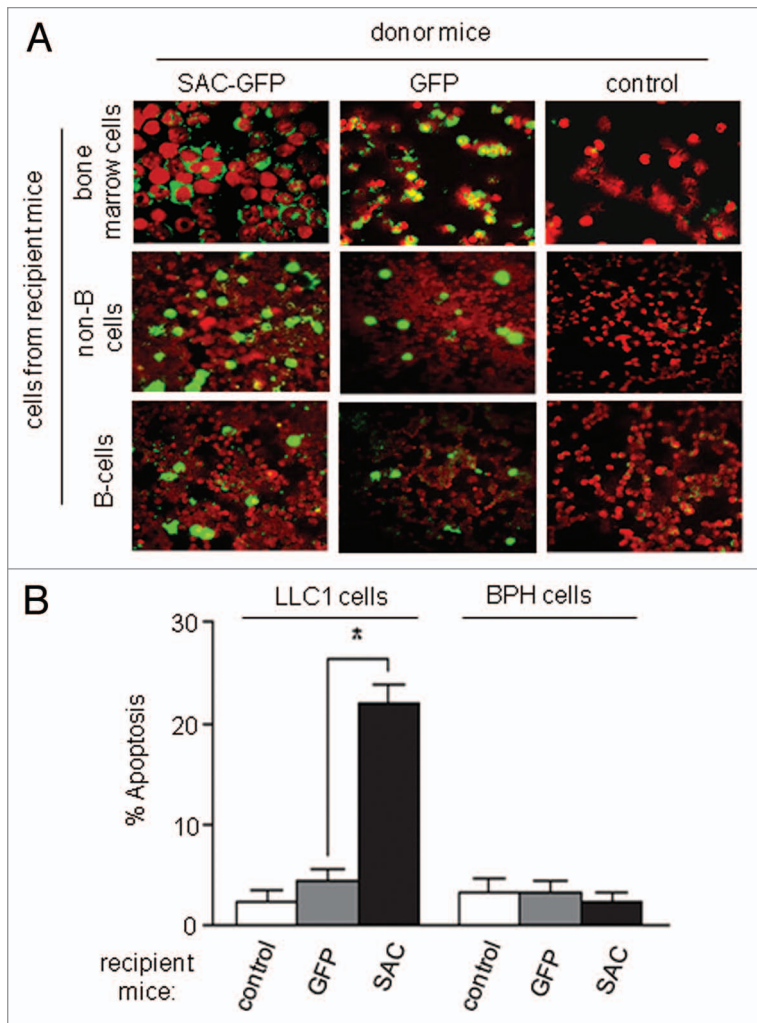 A
donor mice
SAC-GFP GFP control
cells from recipient mice
bone
marrow cells
non-B
cells
B-cells
B
LLC1 cells BPH cells
*
30
20
10
0
% Apoptosis
recipient
mice:
control GFP SAC control GFP SAC